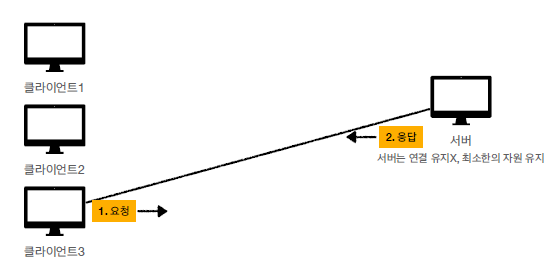 클라이언트1
클라이언트2
클라이언트3
1. 요청
2. 응답
서버
서버는 연결 유지X, 최소한의 자원 유지